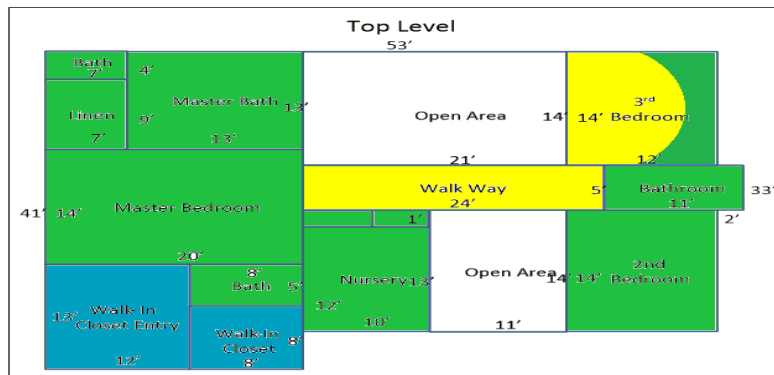 Top Level
53'
Bath
7'
4'
Linen
7'
9'
Master Bath
13'
13'
Open Area
14'
21'
14'
3rd
Bedroom
12'
Walk Way
24'
5'
Bathroom
11'
33'
2'
41'
14'
Master Bedroom
20'
1'
Nursery
13'
12'
10'
Open Area
14'
11'
14'
2nd
Bedroom
8'
Bath
5'
Walk-In
Closet Entry
13'
12'
Walk-In
Closet
8'
8'